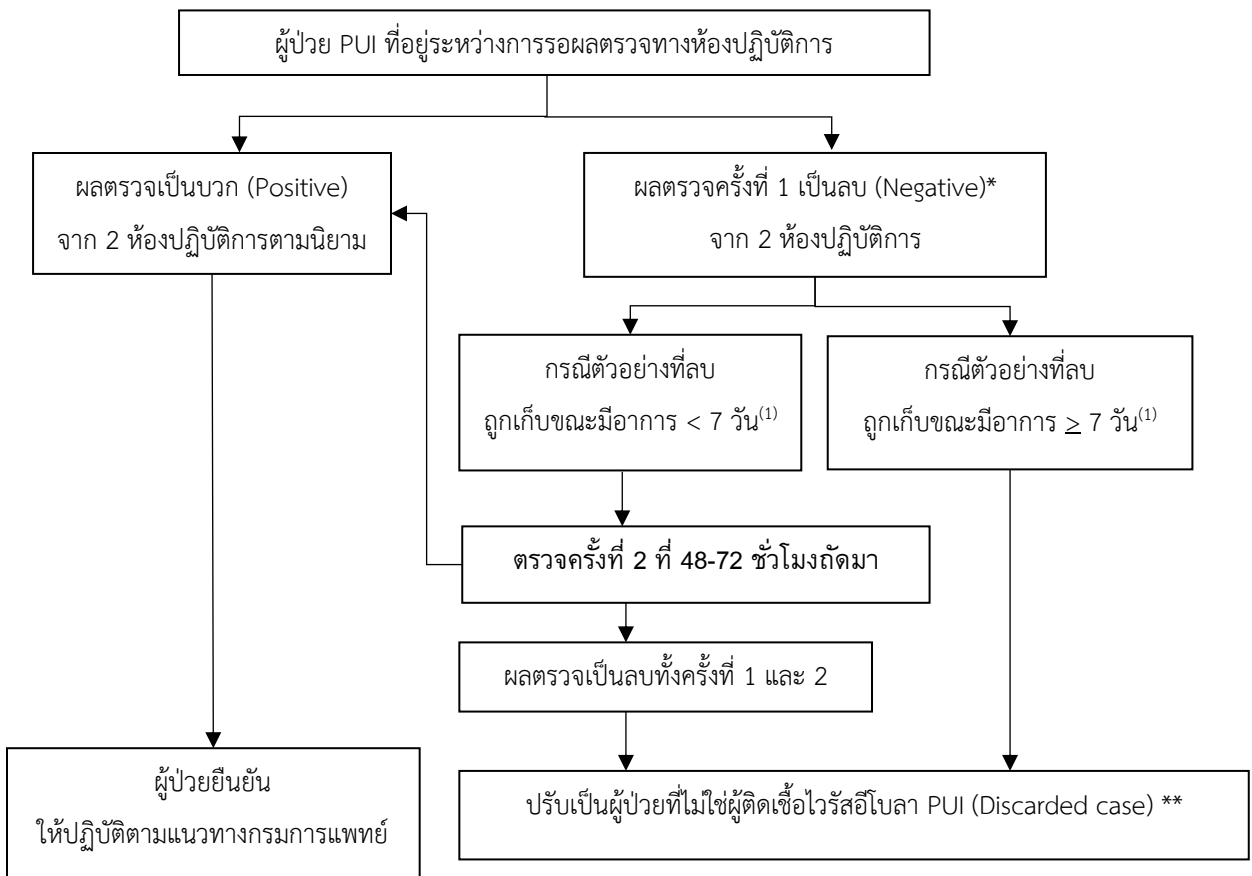 ผู้ป่วย PUI ที่อยู่ระหว่างการรอผลตรวจทางห้องปฏิบัติการ
ผลตรวจเป็นบวก (Positive)
จาก 2 ห้องปฏิบัติการตามนิยาม
ผลตรวจครั้งที่ 1 เป็นลบ (Negative)*
จาก 2 ห้องปฏิบัติการ
กรณีตัวอย่างที่ลบ
ถูกเก็บขณะมีอาการ < 7 วัน(1)
กรณีตัวอย่างที่ลบ
ถูกเก็บขณะมีอาการ ≥ 7 วัน(1)
ตรวจครั้งที่ 2 ที่ 48-72 ชั่วโมงถัดมา
ผลตรวจเป็นลบทั้งครั้งที่ 1 และ 2
ผู้ป่วยยืนยัน
ให้ปฏิบัติตามแนวทางกรมการแพทย์
ปรับเป็นผู้ป่วยที่ไม่ใช่ผู้ติดเชื้อไวรัสอีโบลา PUI (Discarded case) **